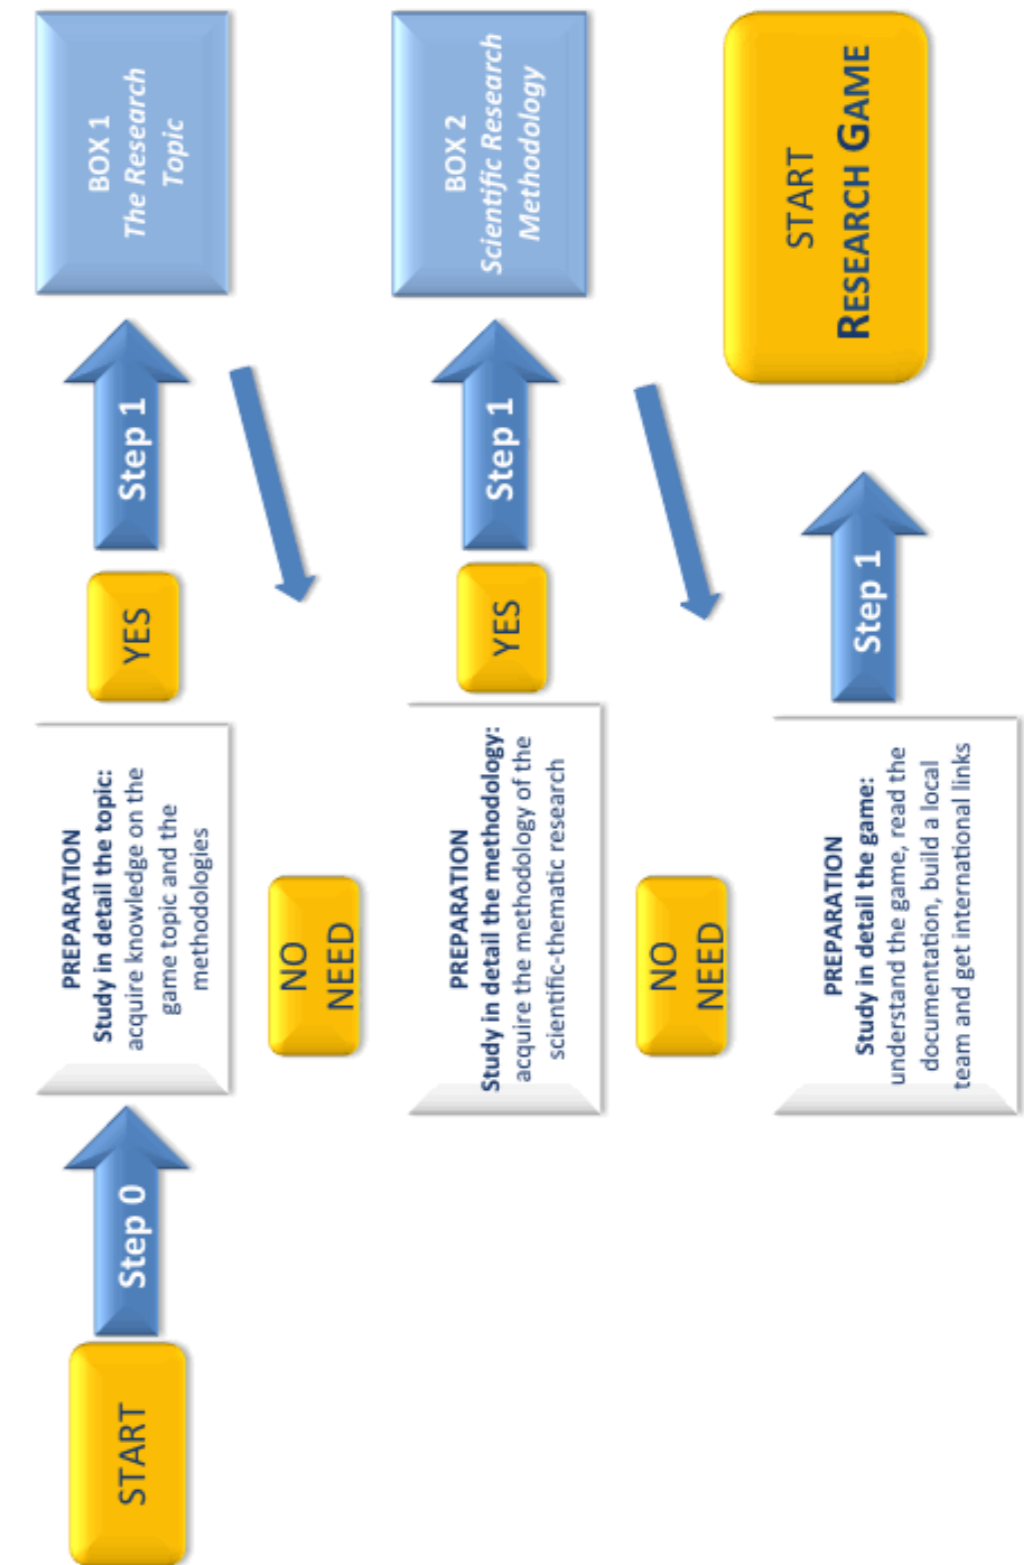 START
Step 0
PREPARATION
Study in detail the topic:
acquire knowledge on the
game topic and the
methodologies
YES
Step 1
BOX 1
The Research
Topic
NO
NEED
PREPARATION
Study in detail the methodology:
acquire the methodology of the
scientific-thematic research
YES
Step 1
BOX 2
Scientific Research
Methodology
NO
NEED
PREPARATION
Study in detail the game:
understand the game, read the
documentation, build a local
team and get international links
Step 1
START
RESEARCH GAME